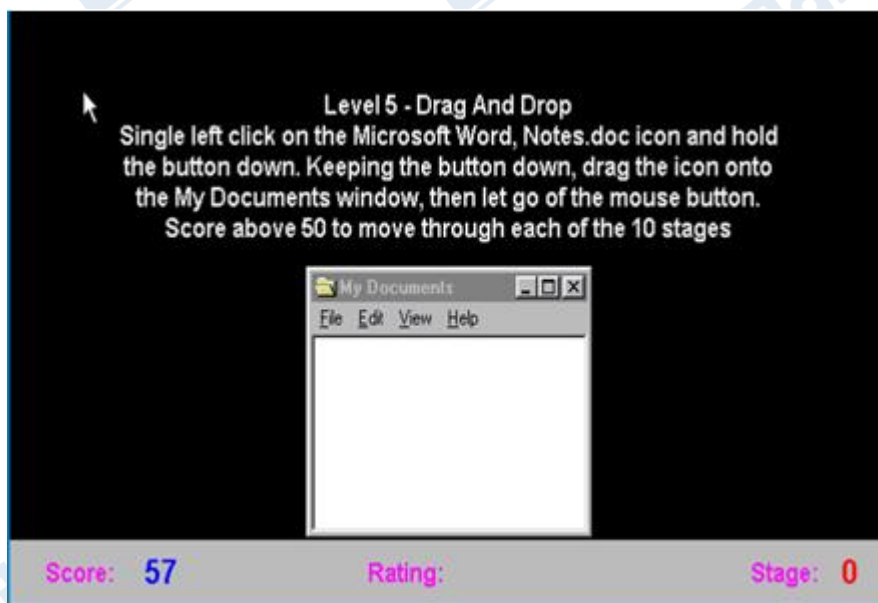 Level 5 - Drag And Drop
Single left click on the Microsoft Word, Notes.doc icon and hold
the button down. Keeping the button down, drag the icon onto
the My Documents window, then let go of the mouse button.
Score above 50 to move through each of the 10 stages
My Documents
File Edit View Help
Score: 57 Rating: Stage: 0